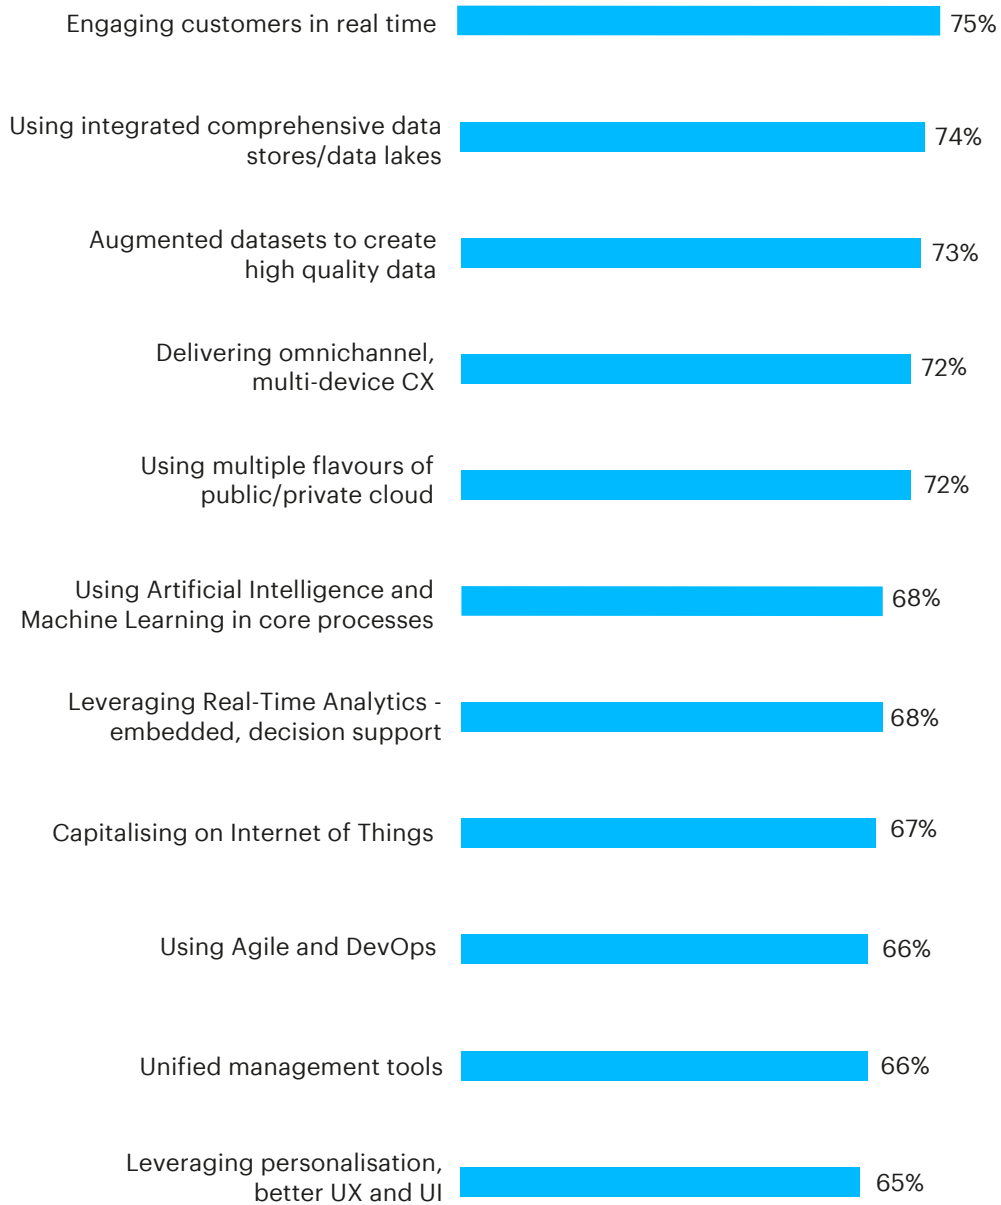 Engaging customers in real time
75%
Using integrated comprehensive data
stores/data lakes
74%
Augmented datasets to create
high quality data
73%
Delivering omnichannel,
multi-device CX
72%
Using multiple flavours of
public/private cloud
72%
Using Artificial Intelligence and
Machine Learning in core processes
68%
Leveraging Real-Time Analytics -
embedded, decision support
68%
Capitalising on Internet of Things
67%
Using Agile and DevOps
66%
Unified management tools
66%
Leveraging personalisation,
better UX and UI
65%